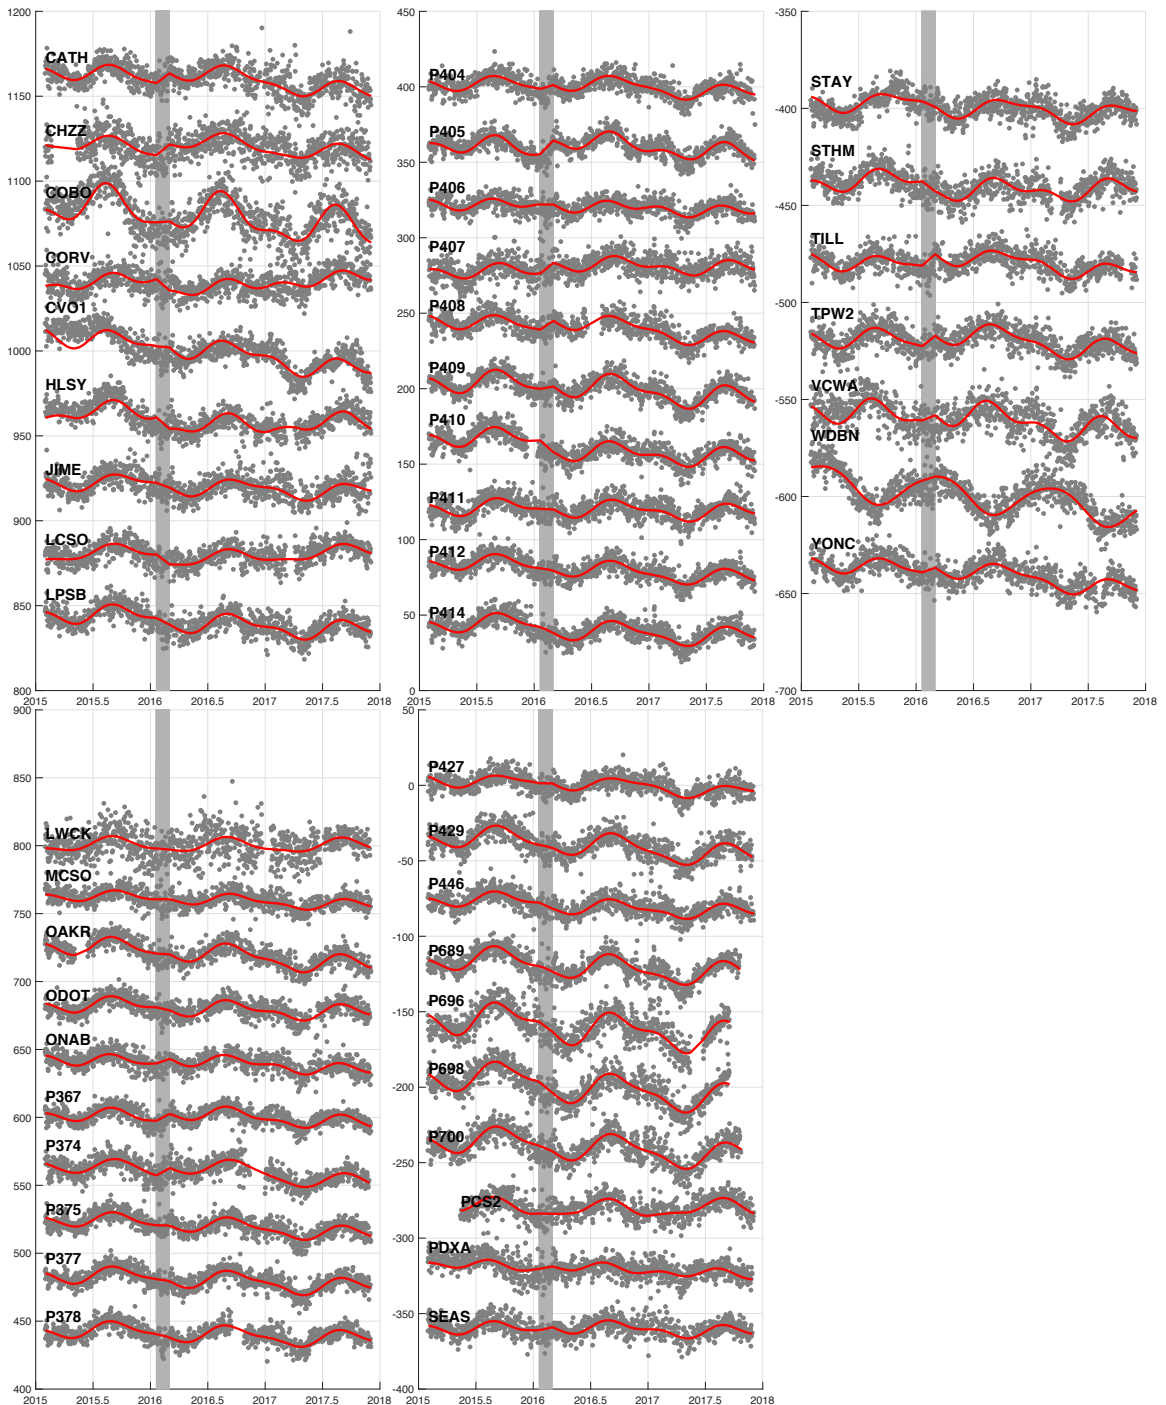 1200
1150
1100
1050
1000
950
900
850
800
CATH
CHZZ
COBO
CORV
CVO1
HLSY
JIME
LCSO
LPSB
2015 2015.5 2016 2016.5 2017 2017.5 2018
450
400
350
300
250
200
150
100
50
0
P404
P405
P406
P407
P408
P409
P410
P411
P412
P414
2015 2015.5 2016 2016.5 2017 2017.5 2018
-350
-400
-450
-500
-550
-600
-650
-700
STAY
STHM
TILL
TPW2
VCWA
WDBN
YONC
2015 2015.5 2016 2016.5 2017 2017.5 2018
900
850
800
750
700
650
600
550
500
450
400
LWCK
MCSO
OAKR
ODOT
ONAB
P367
P374
P375
P377
P378
2015 2015.5 2016 2016.5 2017 2017.5 2018
50
0
-50
-100
-150
-200
-250
-300
-350
-400
P427
P429
P446
P689
P696
P698
P700
PCS2
PDXA
SEAS
2015 2015.5 2016 2016.5 2017 2017.5 2018